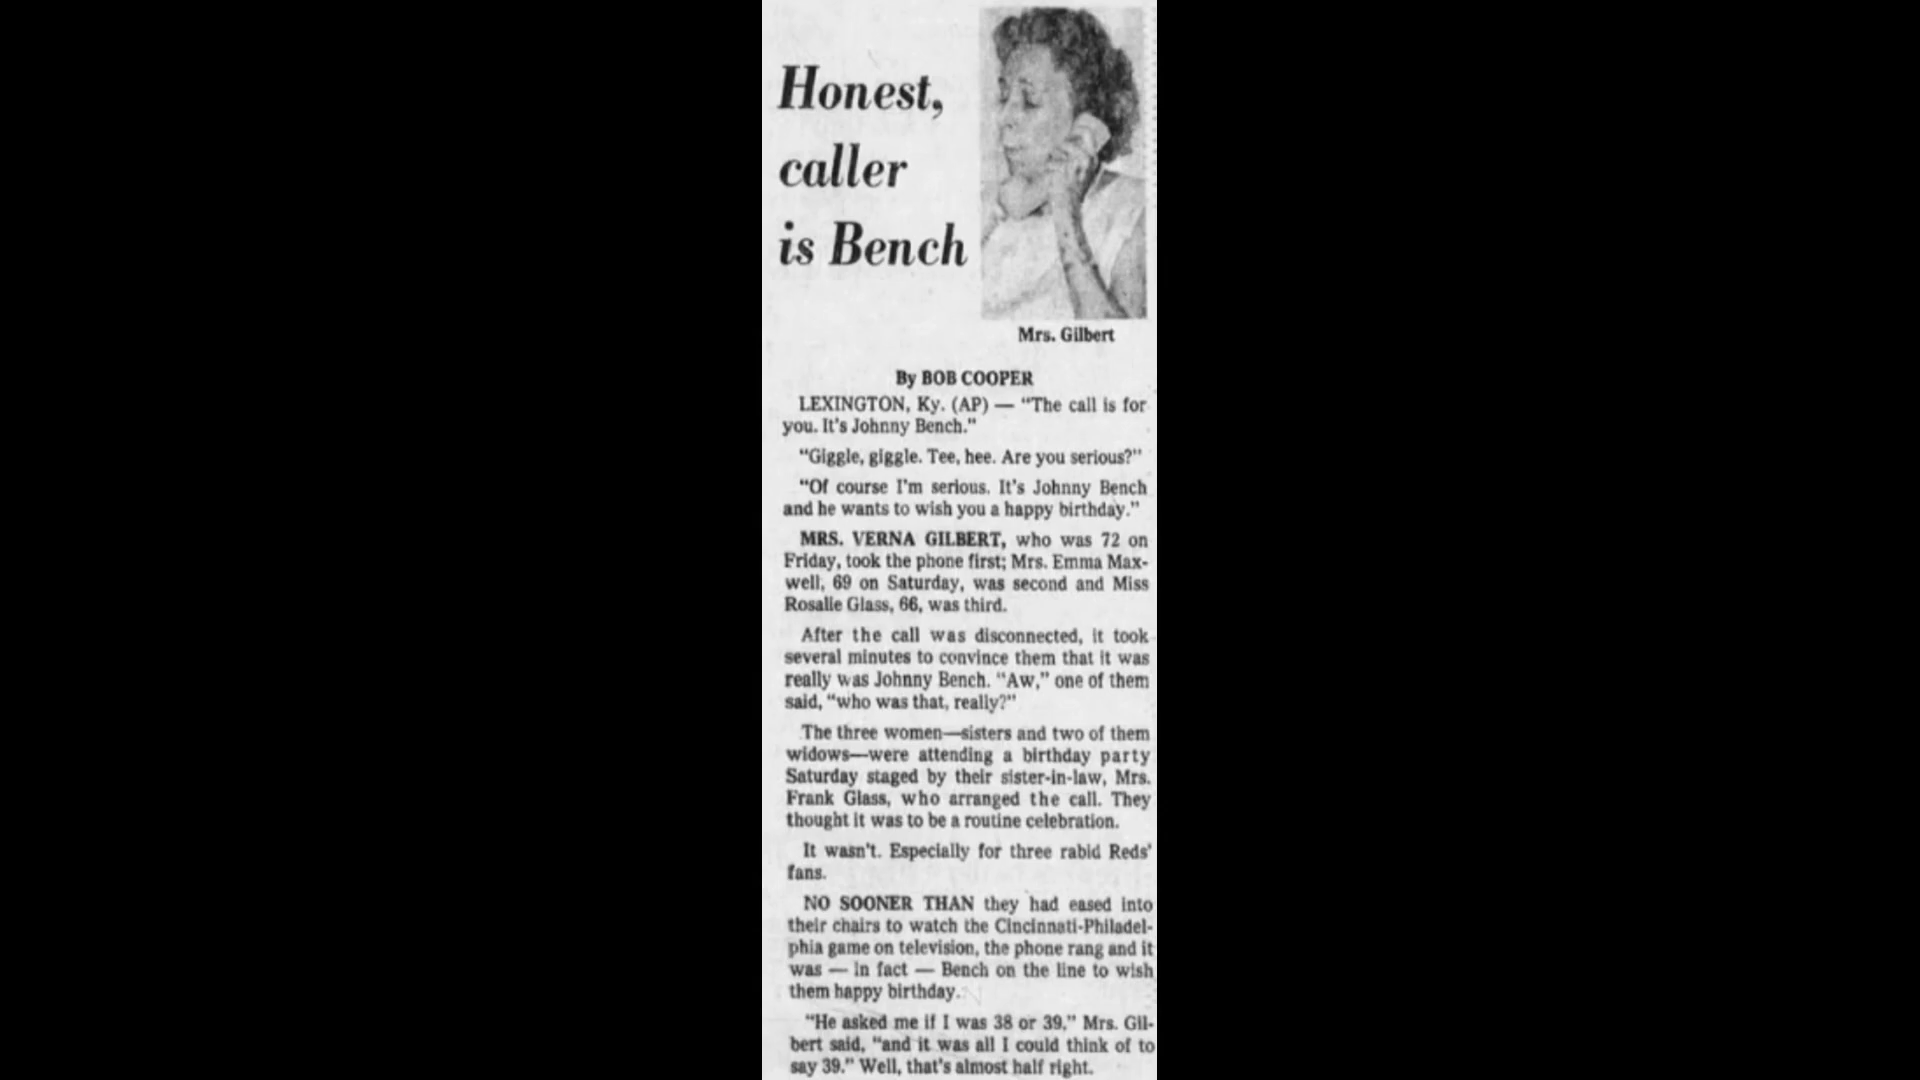 Honest,
caller
is Bench
Mrs. Gilbert
By BOB COOPER
LEXINGTON, Ky. (AP) — "The call is for
you. It's Johnny Bench."
"Giggle, giggle. Tee, hee. Are you serious?"
"Of course I'm serious. It's Johnny Bench
and he wants to wish you a happy birthday."
MRS. VERNA GILBERT, who was 72 on
Friday, took the phone first; Mrs. Emma Max-
well, 69 on Saturday, was second and Miss
Rosalie Glass, 66, was third.
After the call was disconnected, it took
several minutes to convince them that it was
really was Johnny Bench. "Aw," one of them
said, "who was that, really?"
The three women—sisters and two of them
widows—were attending a birthday party
Saturday staged by their sister-in-law, Mrs.
Frank Glass, who arranged the call. They
thought it was to be a routine celebration.
It wasn't. Especially for three rabid Reds'
fans.
NO SOONER THAN they had eased into
their chairs to watch the Cincinnati-Philadel-
phia game on television, the phone rang and it
was — in fact — Bench on the line to wish
them happy birthday.
"He asked me if I was 38 or 39," Mrs. Gil-
bert said, "and it was all I could think of to
say 39." Well, that's almost half right.